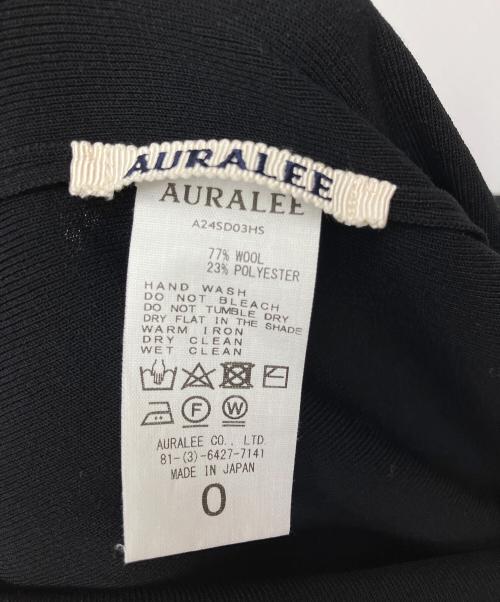 AURALEE
AURALEE
A24SD03HS
77% WOOL
23% POLYESTER
HAND WASH
DO NOT BLEACH
DO NOT TUMBLE DRY
DRY FLAT IN THE SHADE
WARM IRON
DRY CLEAN
WET CLEAN
F W
AURALEE CO., LTD.
81-(3)-6427-7141
MADE IN JAPAN
0